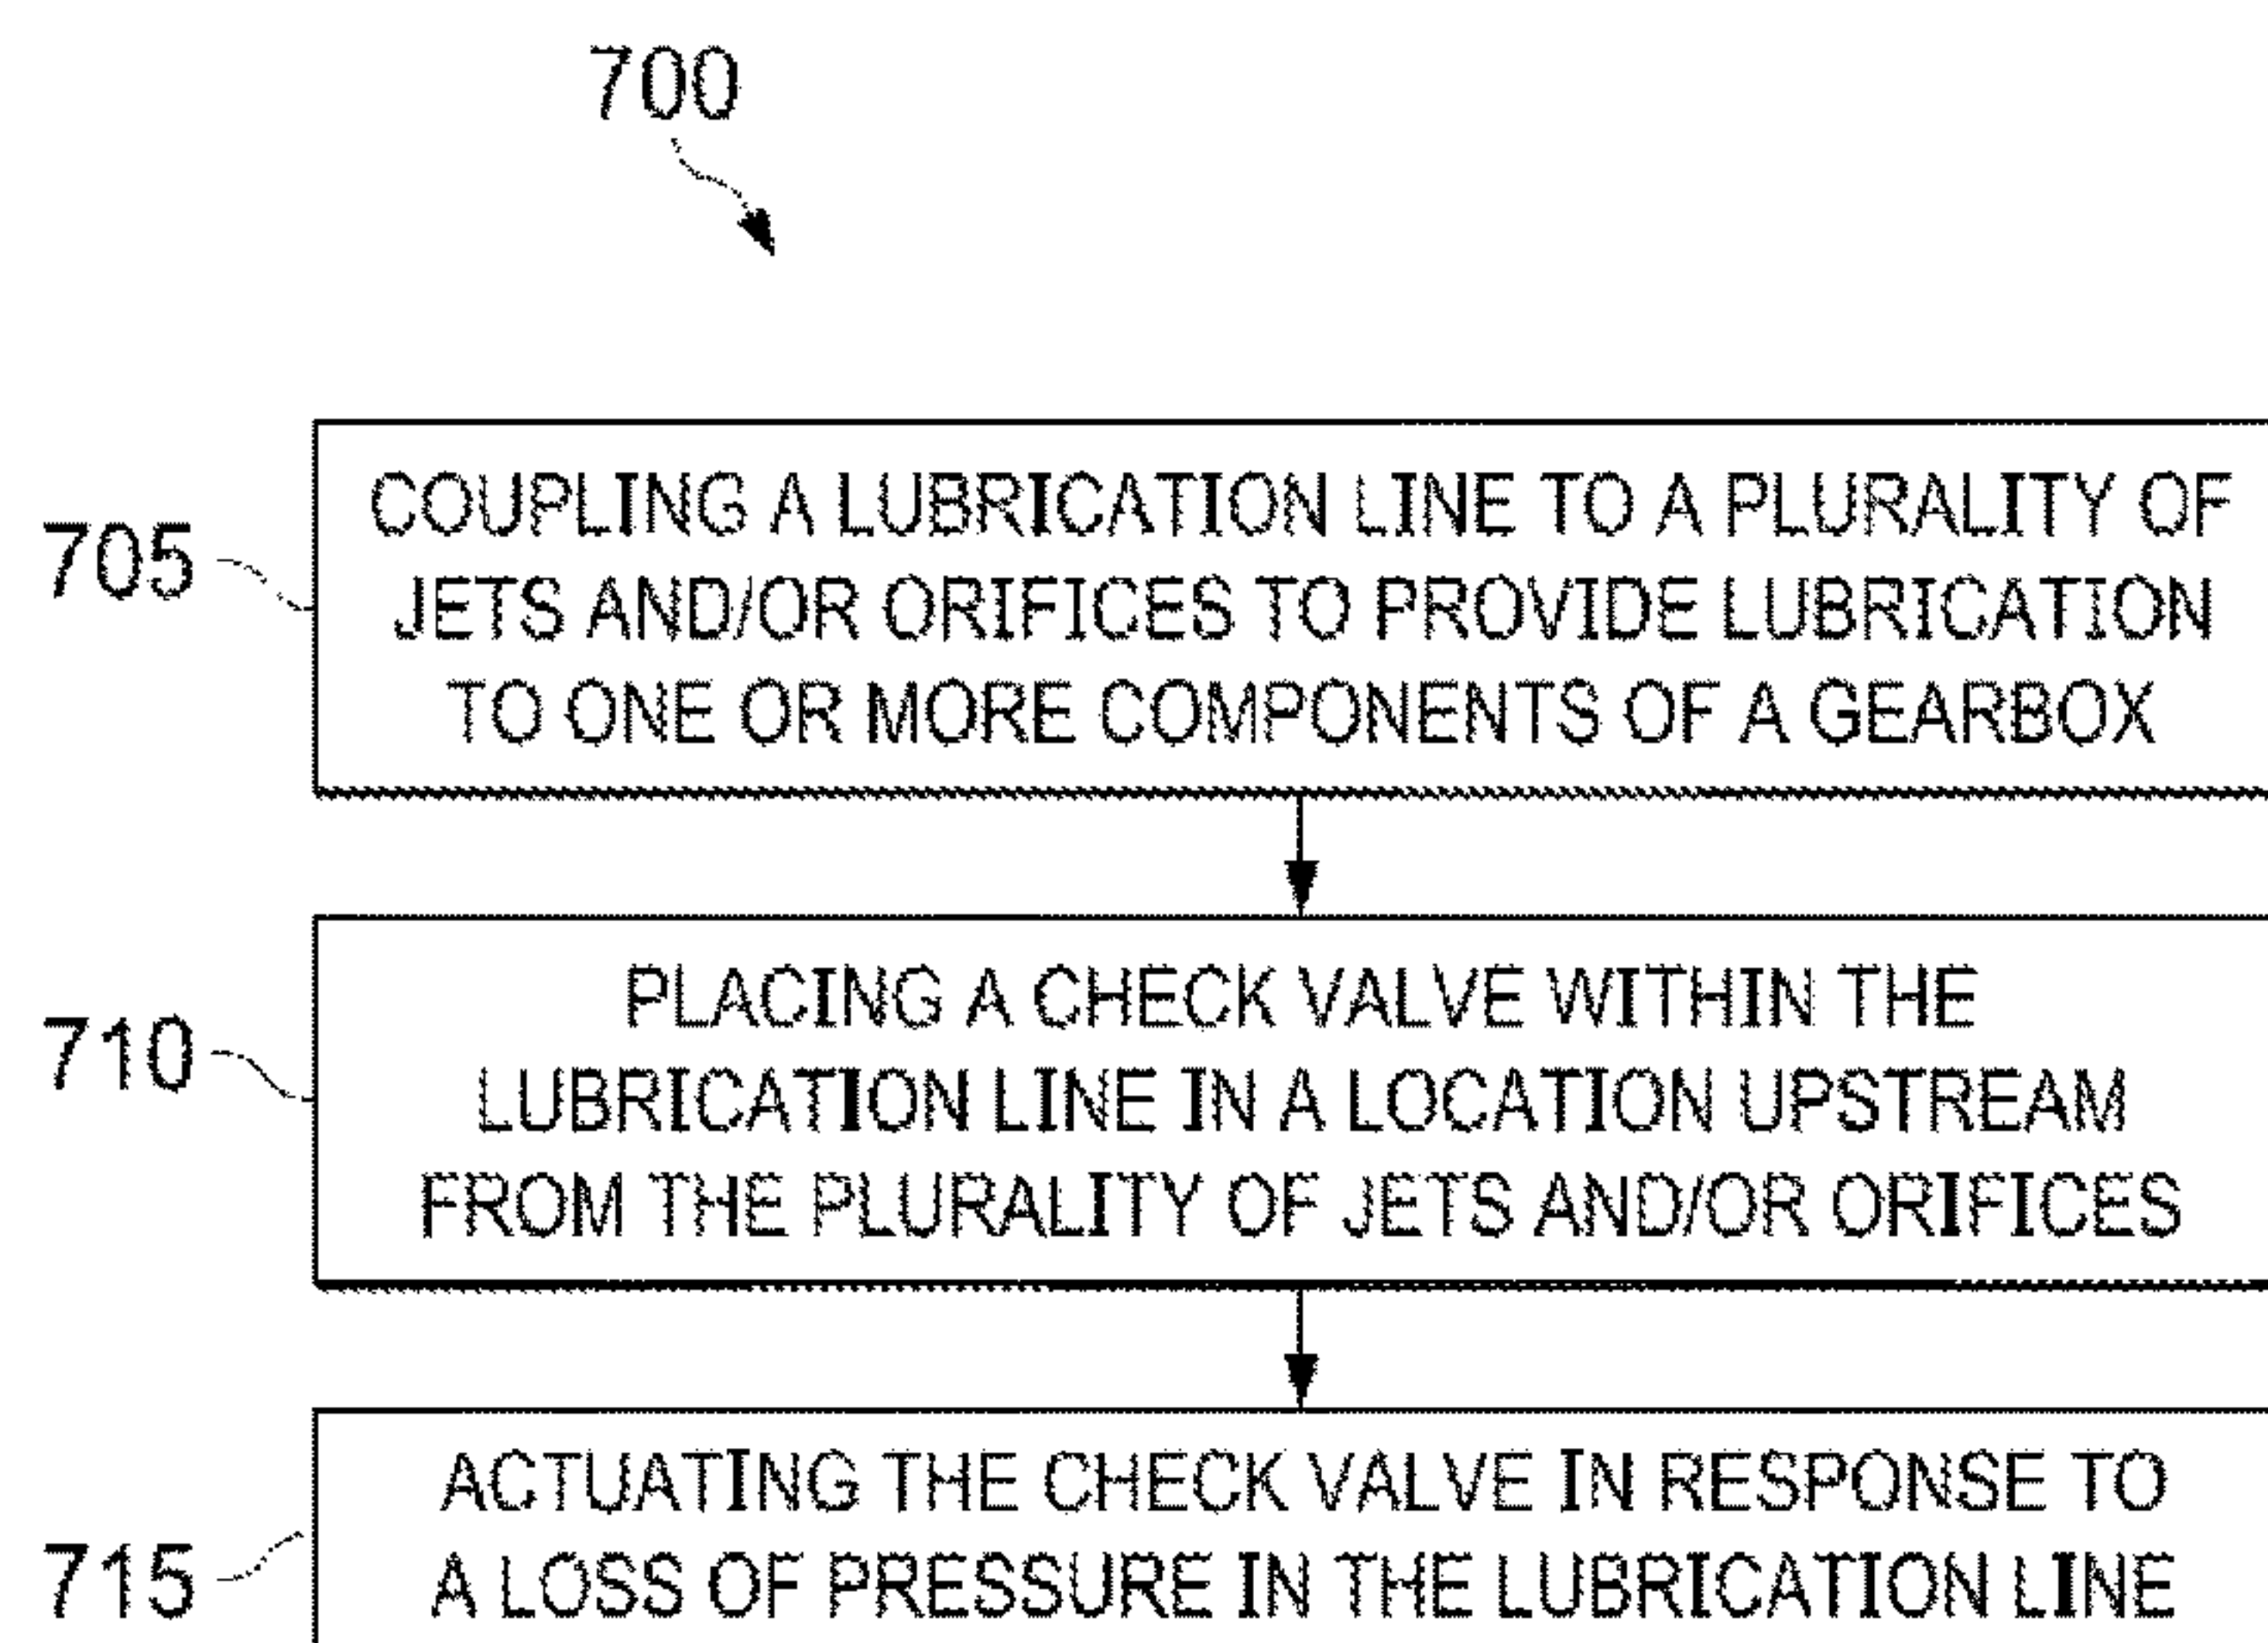 700
705
COUPLING A LUBRICATION LINE TO A PLURALITY OF
JETS AND/OR ORIFICES TO PROVIDE LUBRICATION
TO ONE OR MORE COMPONENTS OF A GEARBOX
710
PLACING A CHECK VALVE WITHIN THE
LUBRICATION LINE IN A LOCATION UPSTREAM
FROM THE PLURALITY OF JETS AND/OR ORIFICES
715
ACTUATING THE CHECK VALVE IN RESPONSE TO
A LOSS OF PRESSURE IN THE LUBRICATION LINE